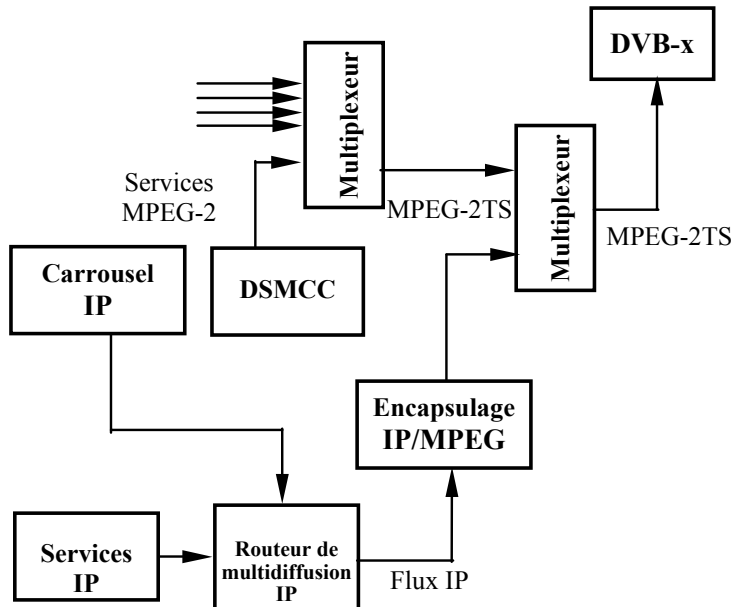 DVB-x
Multiplexeur
Multiplexeur
Services
MPEG-2
MPEG-2TS
MPEG-2TS
Carrousel
IP
DSMCC
Encapsulage
IP/MPEG
Services
IP
Routeur de
multidiffusion
IP
Flux IP